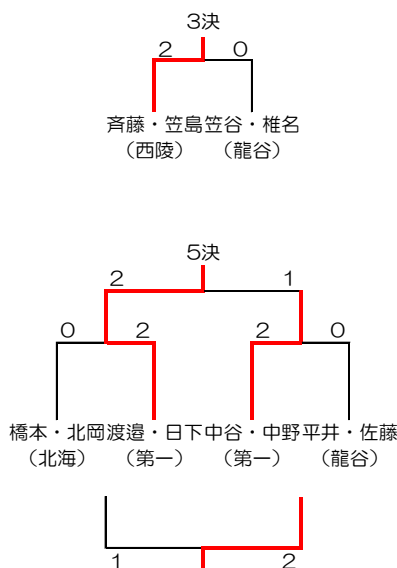 3決
2 0
斉藤・笠島笠谷・椎名
（西陵） （龍谷）
5決
2 1
0 2 2 0
橋本・北岡渡邉・日下中谷・中野平井・佐藤
（北海） （第一） （第一） （龍谷）
1 2